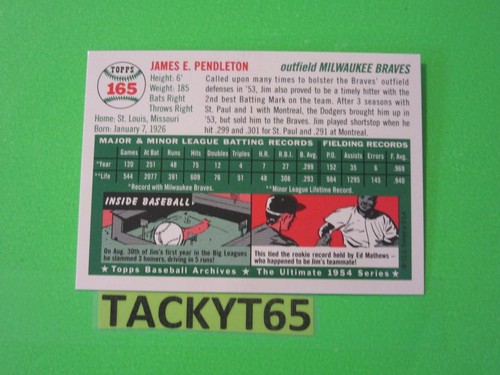 TOPPS
165
JAMES E. PENDLETON
outfield MILWAUKEE BRAVES
Height: 6'
Weight: 185
Bats Right
Throws Right
Home: St. Louis, Missouri
Born: January 7, 1926
Called upon many times to bolster the Braves' outfield
defenses in '53, Jim also proved to be a timely hitter with the
2nd best Batting Mark on the team. After 3 seasons with
St. Paul and 1 at Montreal, the Dodgers brought him up in
'53, but sold him to the Braves. Jim played shortstop when he
hit .299 and .301 for St. Paul and .291 at Montreal.
MAJOR & MINOR LEAGUE BATTING RECORDS
FIELDING RECORDS
Games At Bat Runs Hits Doubles Triples H.R. R.B.I. B. Avg. P.O. Assists Errors F. Avg.
*Year 120 251 48 75 12 4 7 27 .299 152 35 6 .969
**Life 544 2077 391 609 76 51 48 308 .293 984 1295 143 .940
*Record with Milwaukee Braves.
**Minor League Lifetime Record.
INSIDE BASEBALL
On Aug. 30th of Jim's first year in the Big Leagues
he slammed 3 homers, driving in 5 runs!
This tied the rookie record held by Ed Mathews —
who happened to be Jim's teammate!
★ Topps Baseball Archives ★ The Ultimate 1954 Series ★
TACKYT65